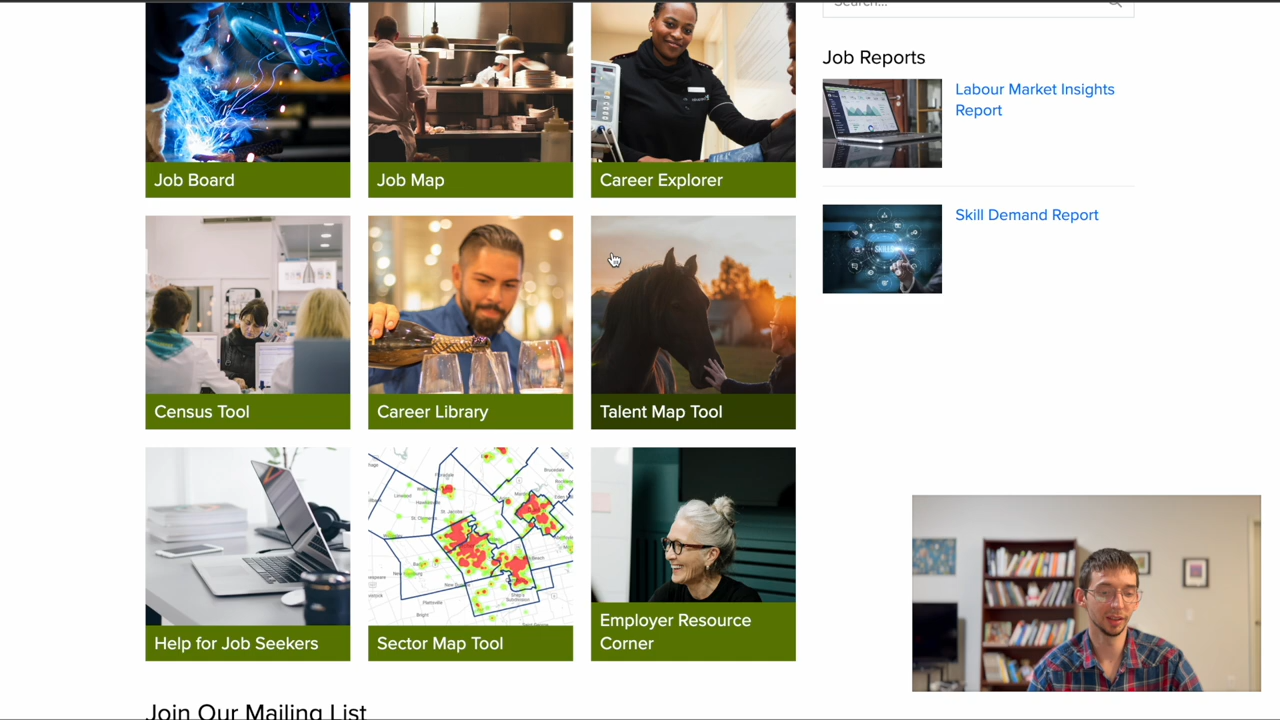 Search...
Job Reports
Labour Market Insights
Report
Skill Demand Report
Job Board
Job Map
Career Explorer
Census Tool
Career Library
Talent Map Tool
Help for Job Seekers
Sector Map Tool
Employer Resource
Corner
Join Our Mailing List